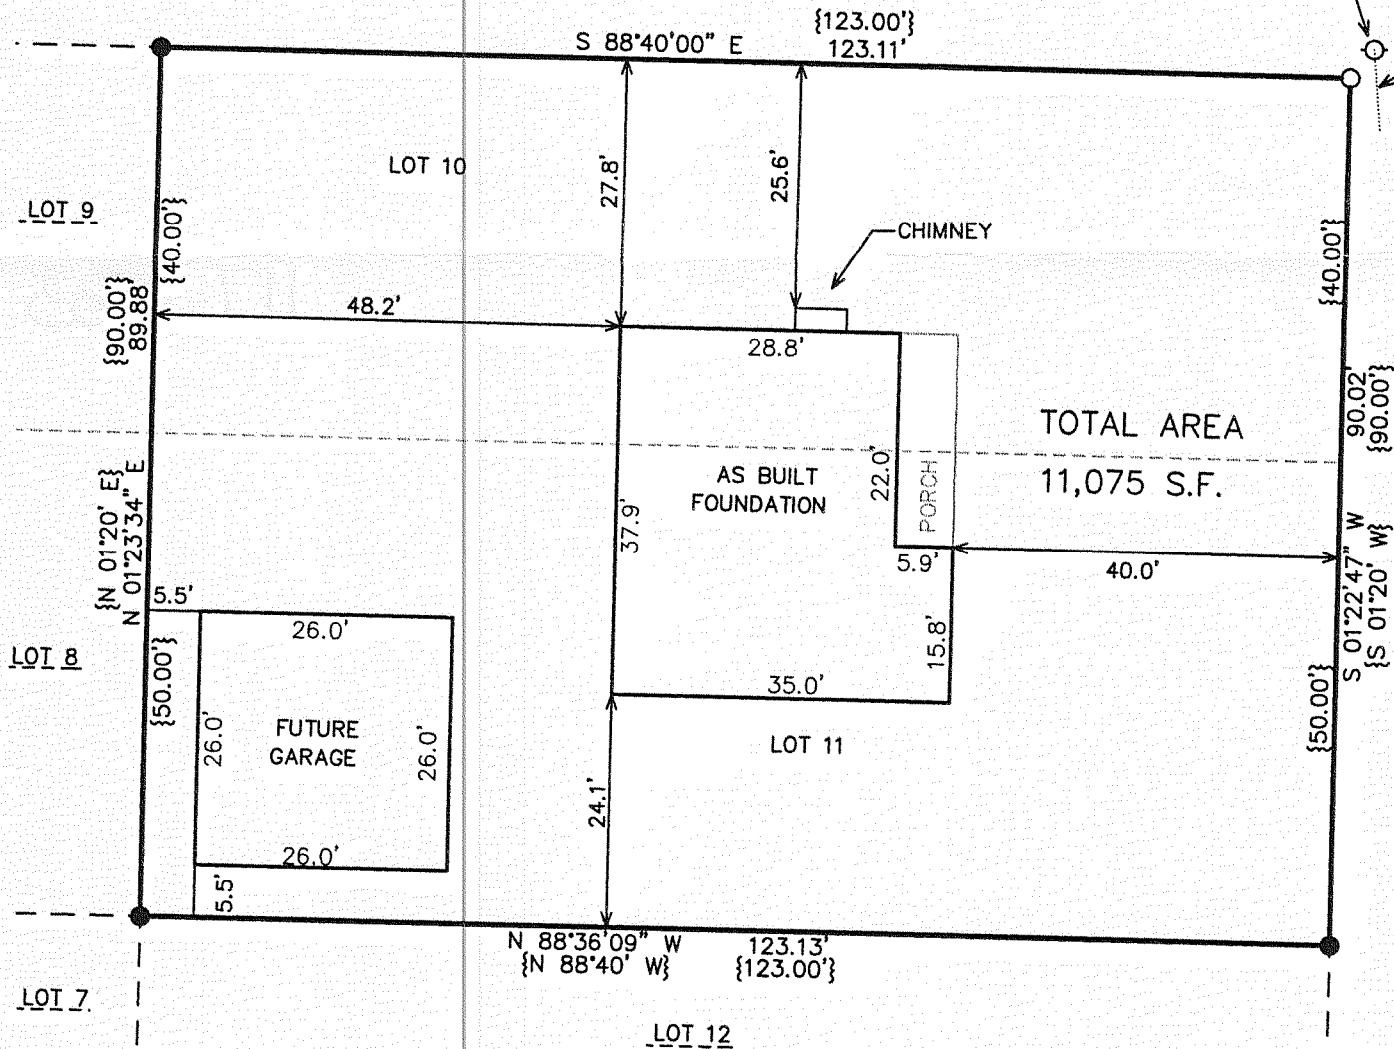 {123.00'}
S 88°40'00" E
123.11'
LOT 10
27.8'
25.6'
CHIMNEY
LOT 9
{40.00'}
{40.00'}
{90.00'}
89.88'
48.2'
28.8'
90.02'
{90.00'}
TOTAL AREA
11,075 S.F.
AS BUILT
FOUNDATION
22.0'
PORCH
37.9'
{N 01°20' E}
N 01°23'34" E
5.9'
40.0'
S 01°22'47" W
{S 01°20' W}
5.5'
26.0'
15.8'
LOT 8
{50.00'}
35.0'
{50.00'}
26.0'
FUTURE
GARAGE
26.0'
LOT 11
24.1'
26.0'
5.5'
N 88°36'09" W
{N 88°40' W}
123.13'
{123.00'}
LOT 7
LOT 12